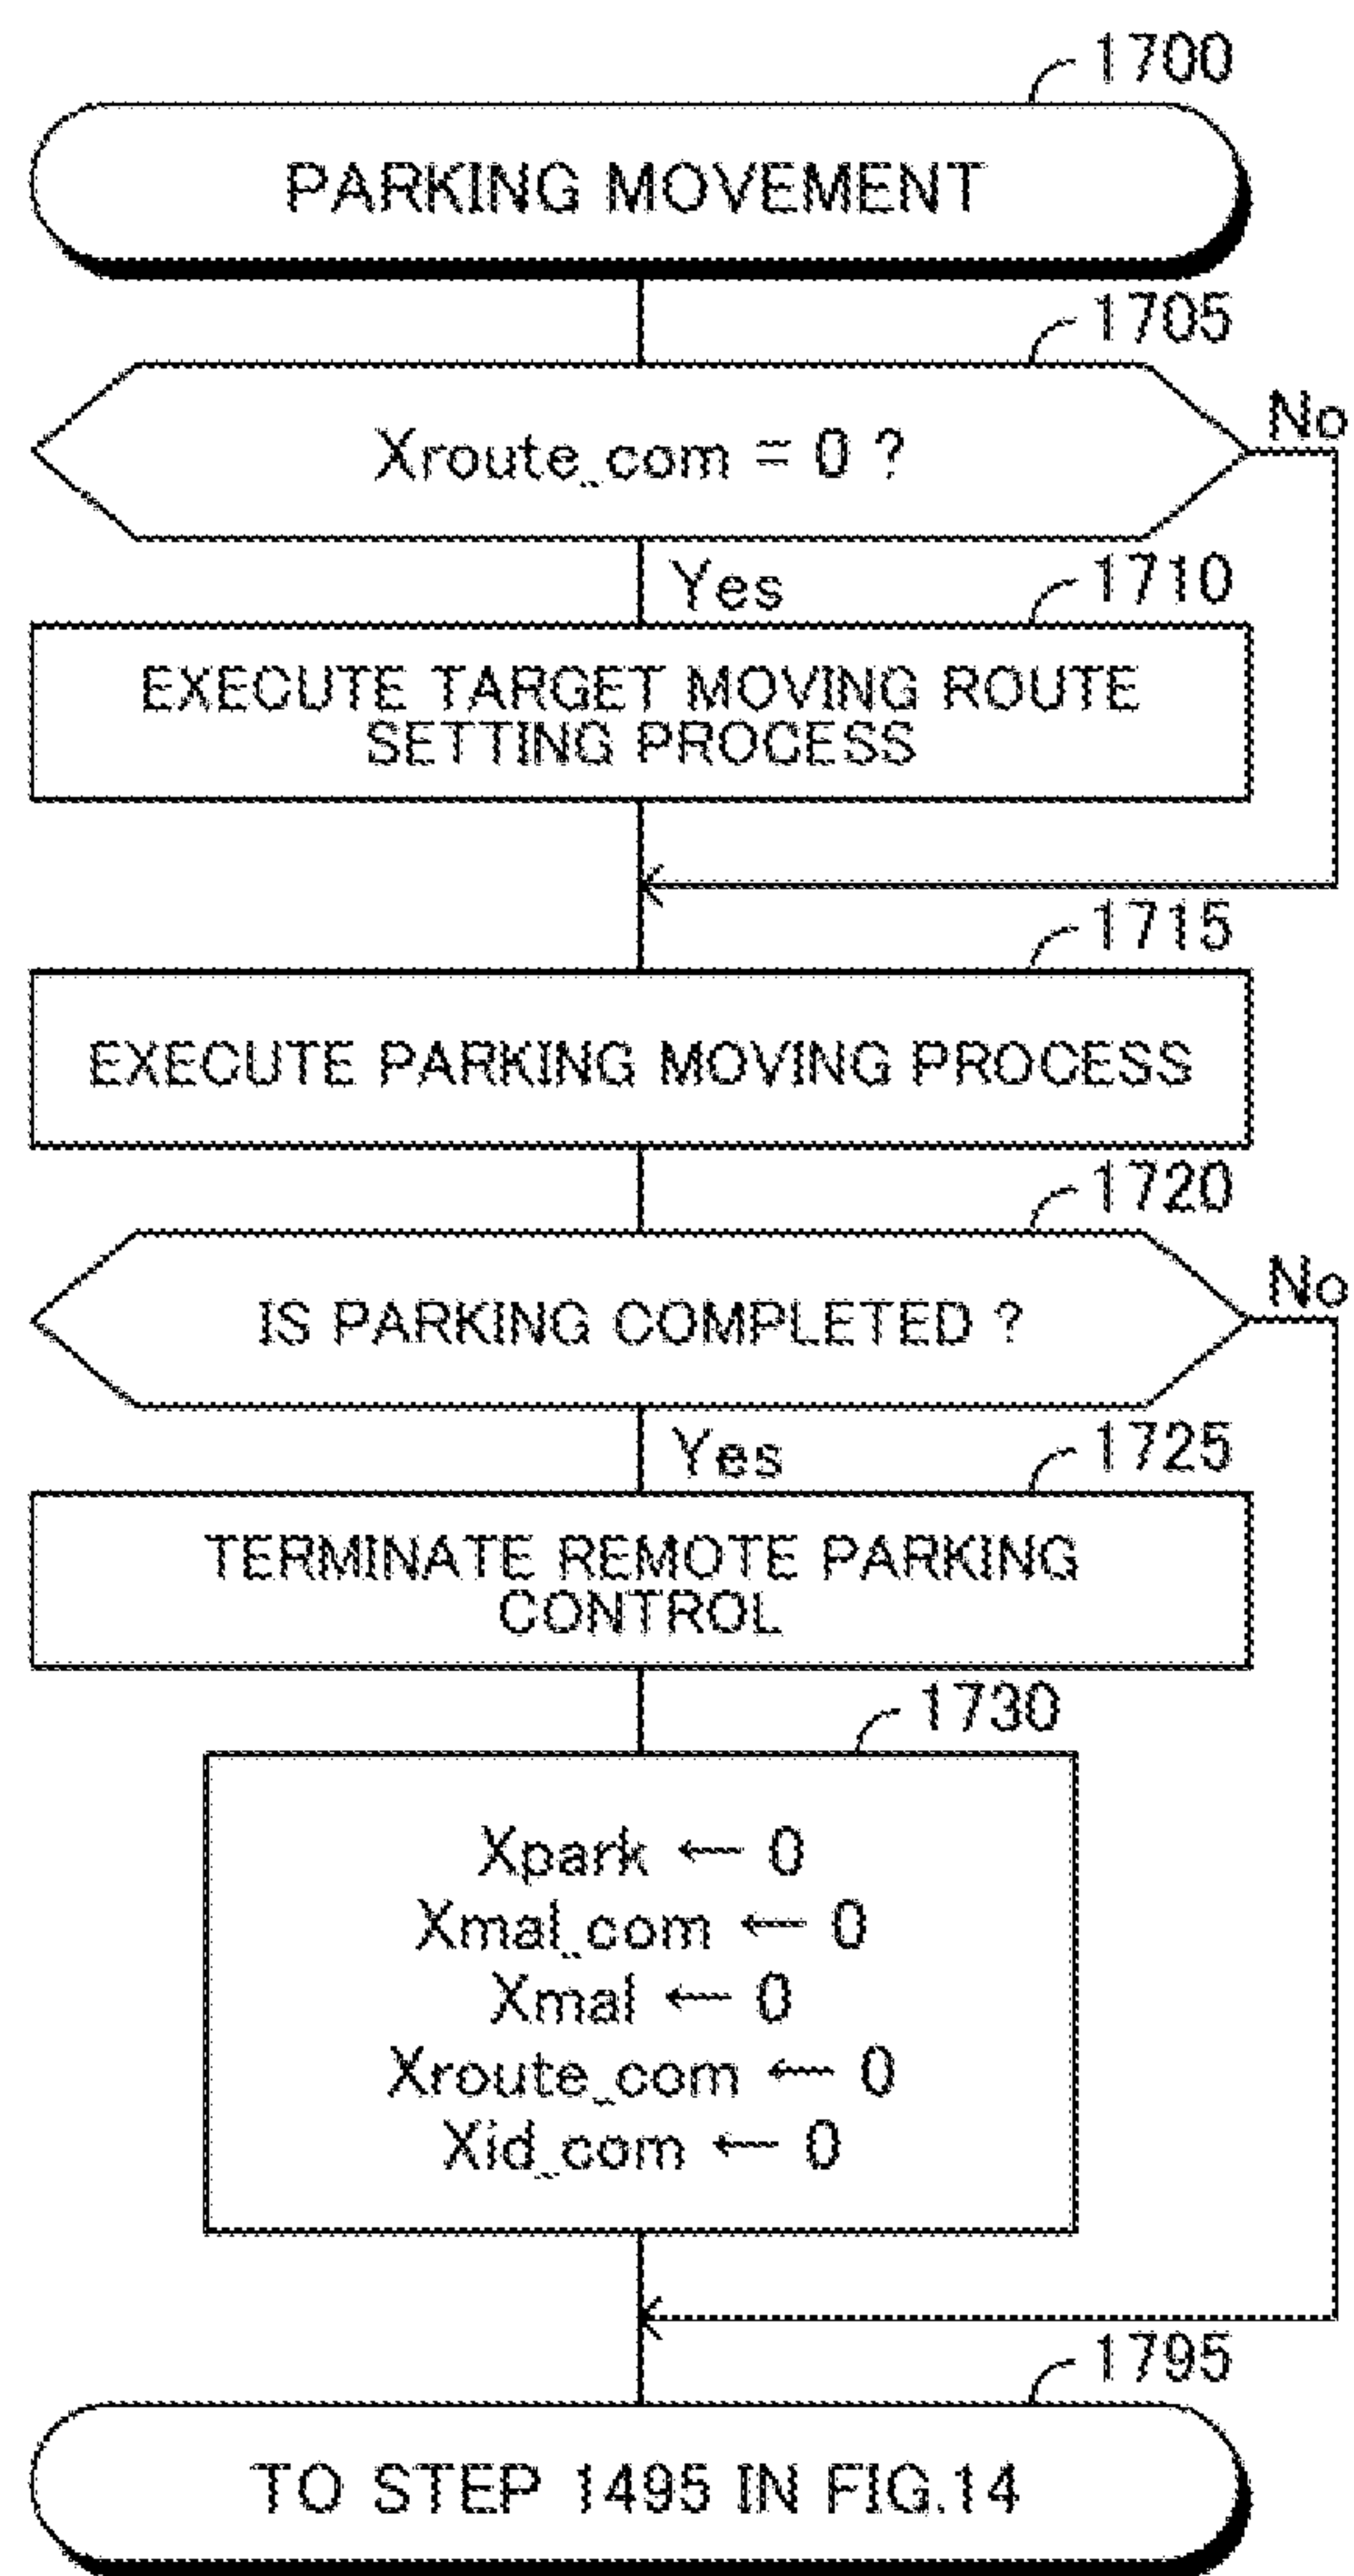 1700
PARKING MOVEMENT
1705
Xroute_com = 0 ?
No
Yes
1710
EXECUTE TARGET MOVING ROUTE
SETTING PROCESS
1715
EXECUTE PARKING MOVING PROCESS
1720
IS PARKING COMPLETED ?
No
Yes
1725
TERMINATE REMOTE PARKING
CONTROL
1730
Xpark ← 0
Xmal_com ← 0
Xmal ← 0
Xroute_com ← 0
Xid_com ← 0
1795
TO STEP 1495 IN FIG.14